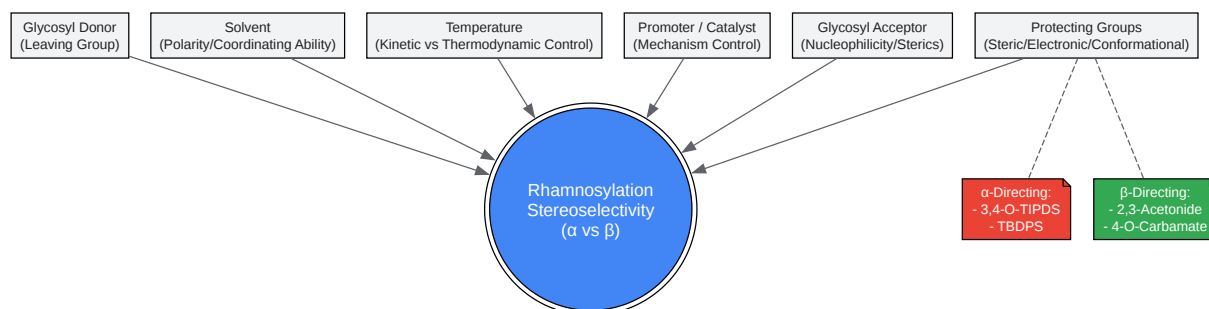 Glycosyl Donor
(Leaving Group)
Solvent
(Polarity/Coordinating Ability)
Temperature
(Kinetic vs Thermodynamic Control)
Promoter / Catalyst
(Mechanism Control)
Glycosyl Acceptor
(Nucleophilicity/Sterics)
Protecting Groups
(Steric/Electronic/Conformational)
Rhamnosylation
Stereoselectivity
(α vs β)
α-Directing:
- 3,4-O-TIPDS
- TBDPS
β-Directing:
- 2,3-Acetonide
- 4-O-Carbamate